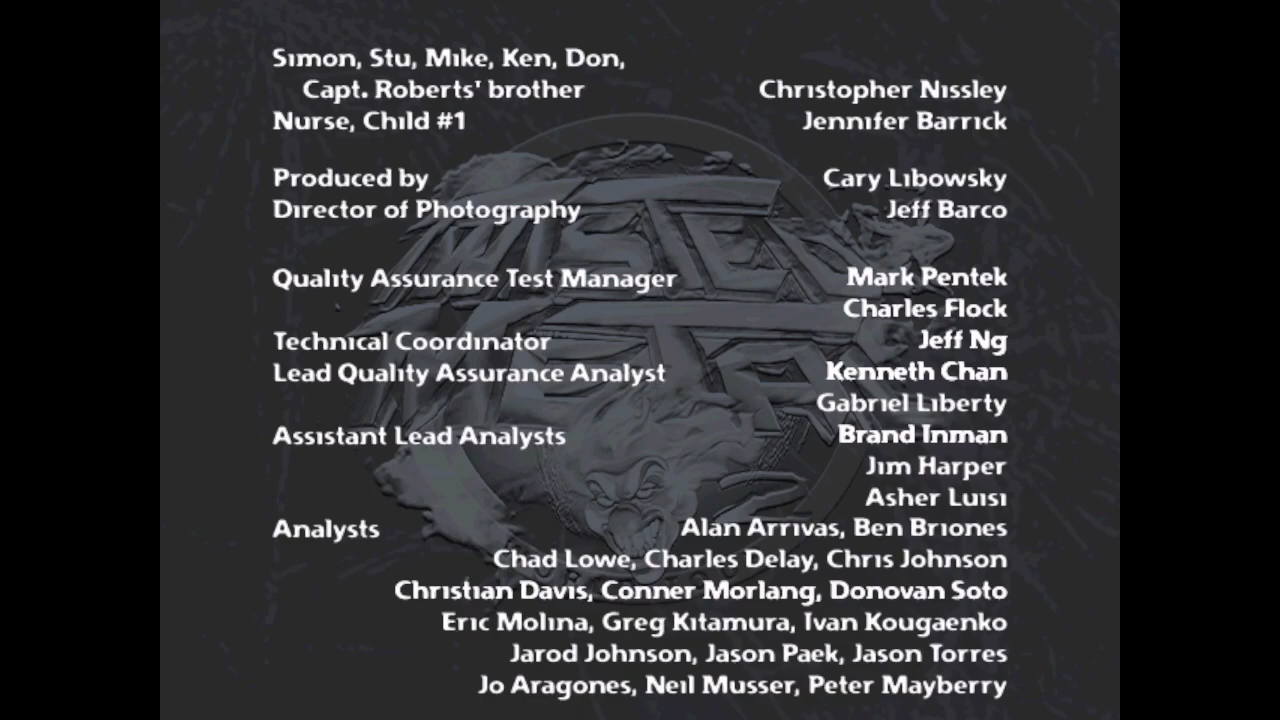 Simon, Stu, Mike, Ken, Don,
Capt. Roberts' brother Christopher Nissley
Nurse, Child #1 Jennifer Barrick
Produced by Cary Libowsky
Director of Photography Jeff Barco
TWISTED
METAL
Quality Assurance Test Manager Mark Pentek
Charles Flock
Technical Coordinator Jeff Ng
Lead Quality Assurance Analyst Kenneth Chan
Gabriel Liberty
Assistant Lead Analysts Brand Inman
Jim Harper
Asher Luisi
Analysts Alan Arrivas, Ben Briones
Chad Lowe, Charles Delay, Chris Johnson
Christian Davis, Conner Morlang, Donovan Soto
Eric Molina, Greg Kitamura, Ivan Kougaenko
Jarod Johnson, Jason Paek, Jason Torres
Jo Aragones, Neil Musser, Peter Mayberry